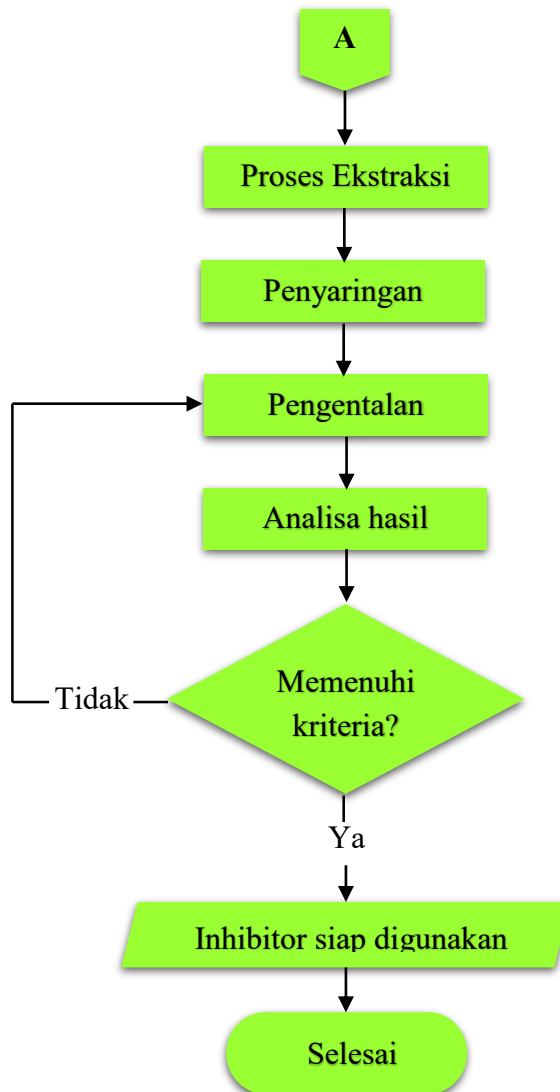 A
Proses Ekstraksi
Penyaringan
Pengentalan
Analisa hasil
Memenuhi
kriteria?
Tidak
Ya
Inhibitor siap digunakan
Selesai